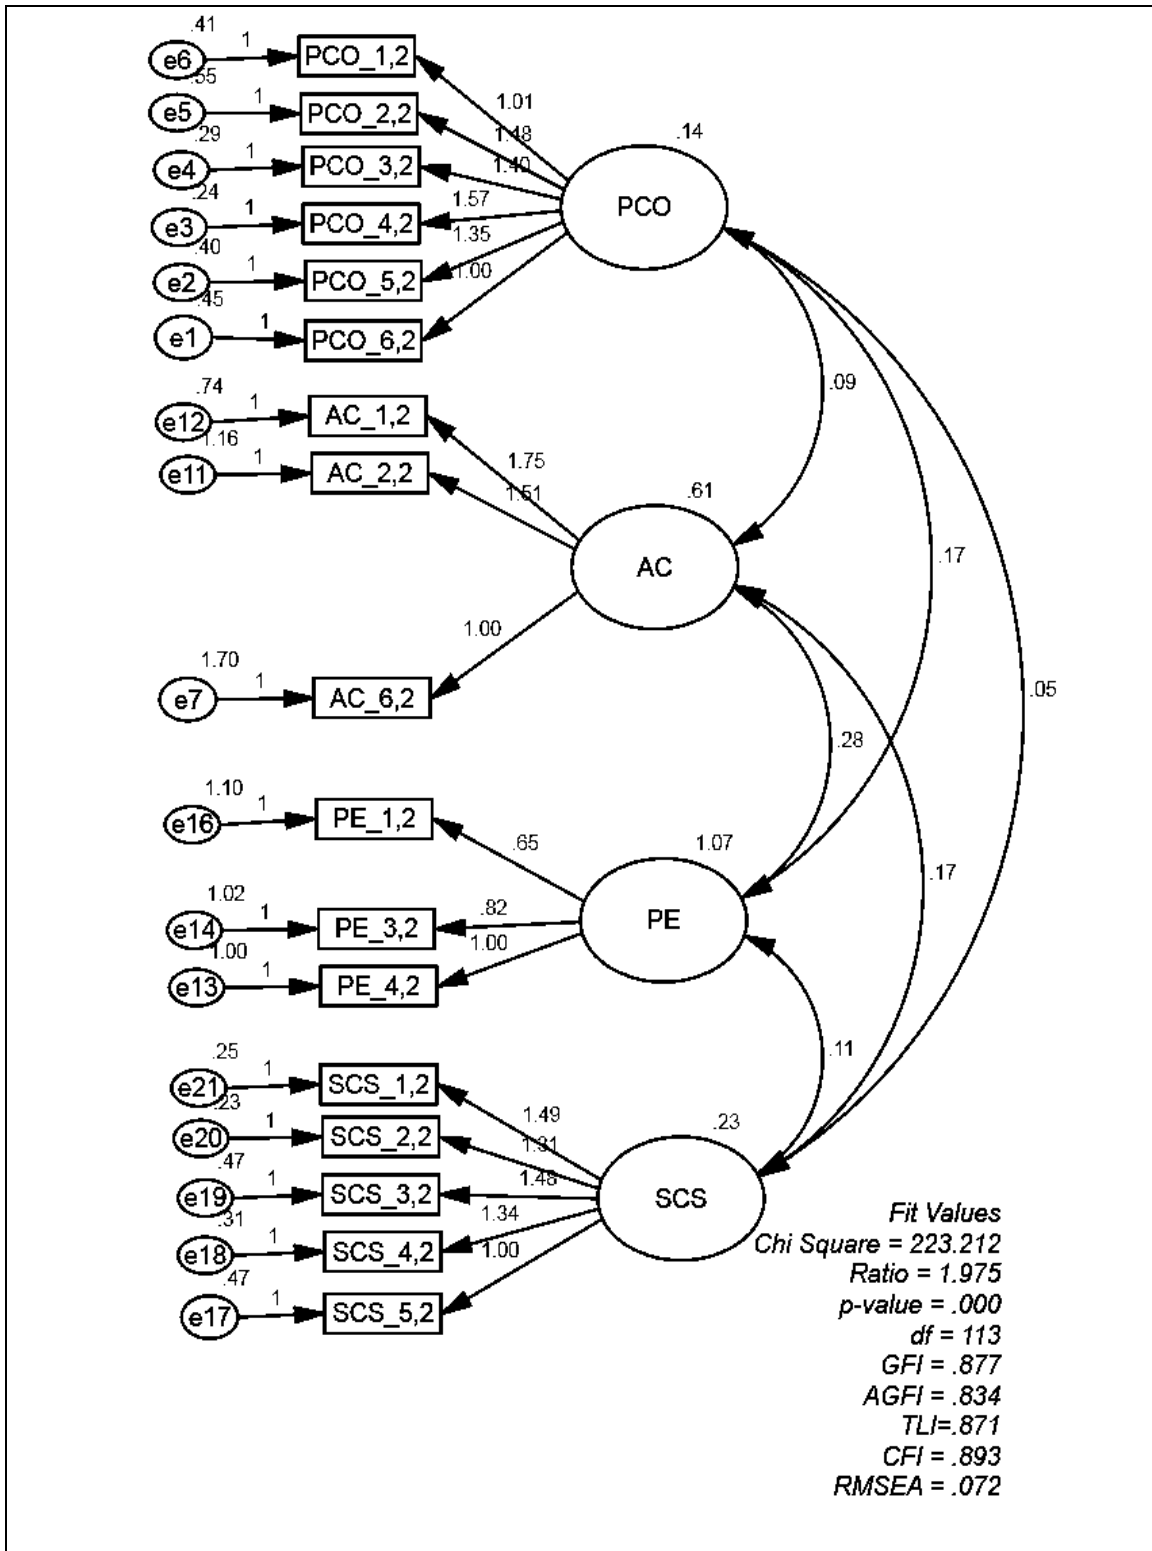 .41
e6 1 PCO_1,2
.55
e5 1 PCO_2,2
.29
e4 1 PCO_3,2
.24
e3 1 PCO_4,2
.40
e2 1 PCO_5,2
.45
e1 1 PCO_6,2
1.01
1.48
1.40
1.57
1.35
1.00
.14
PCO
.74
e12 1 AC_1,2
1.16
e11 1 AC_2,2
1.70
e7 1 AC_6,2
1.75
1.51
1.00
.61
AC
1.10
e16 1 PE_1,2
1.02
e14 1 PE_3,2
1.00
e13 1 PE_4,2
.65
.82
1.00
1.07
PE
.25
e21 1 SCS_1,2
.23
e20 1 SCS_2,2
.47
e19 1 SCS_3,2
.31
e18 1 SCS_4,2
.47
e17 1 SCS_5,2
1.49
1.31
1.48
1.34
1.00
.23
SCS
.09
.17
.05
.28
.17
.11
Fit Values
Chi Square = 223.212
Ratio = 1.975
p-value = .000
df = 113
GFI = .877
AGFI = .834
TLI=.871
CFI = .893
RMSEA = .072